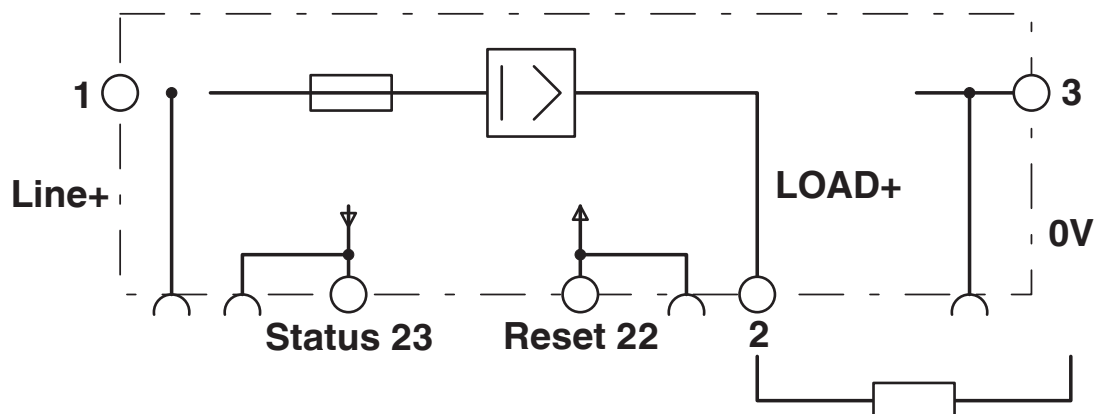 1
3
Line+
LOAD+
0V
Status 23
Reset 22
2